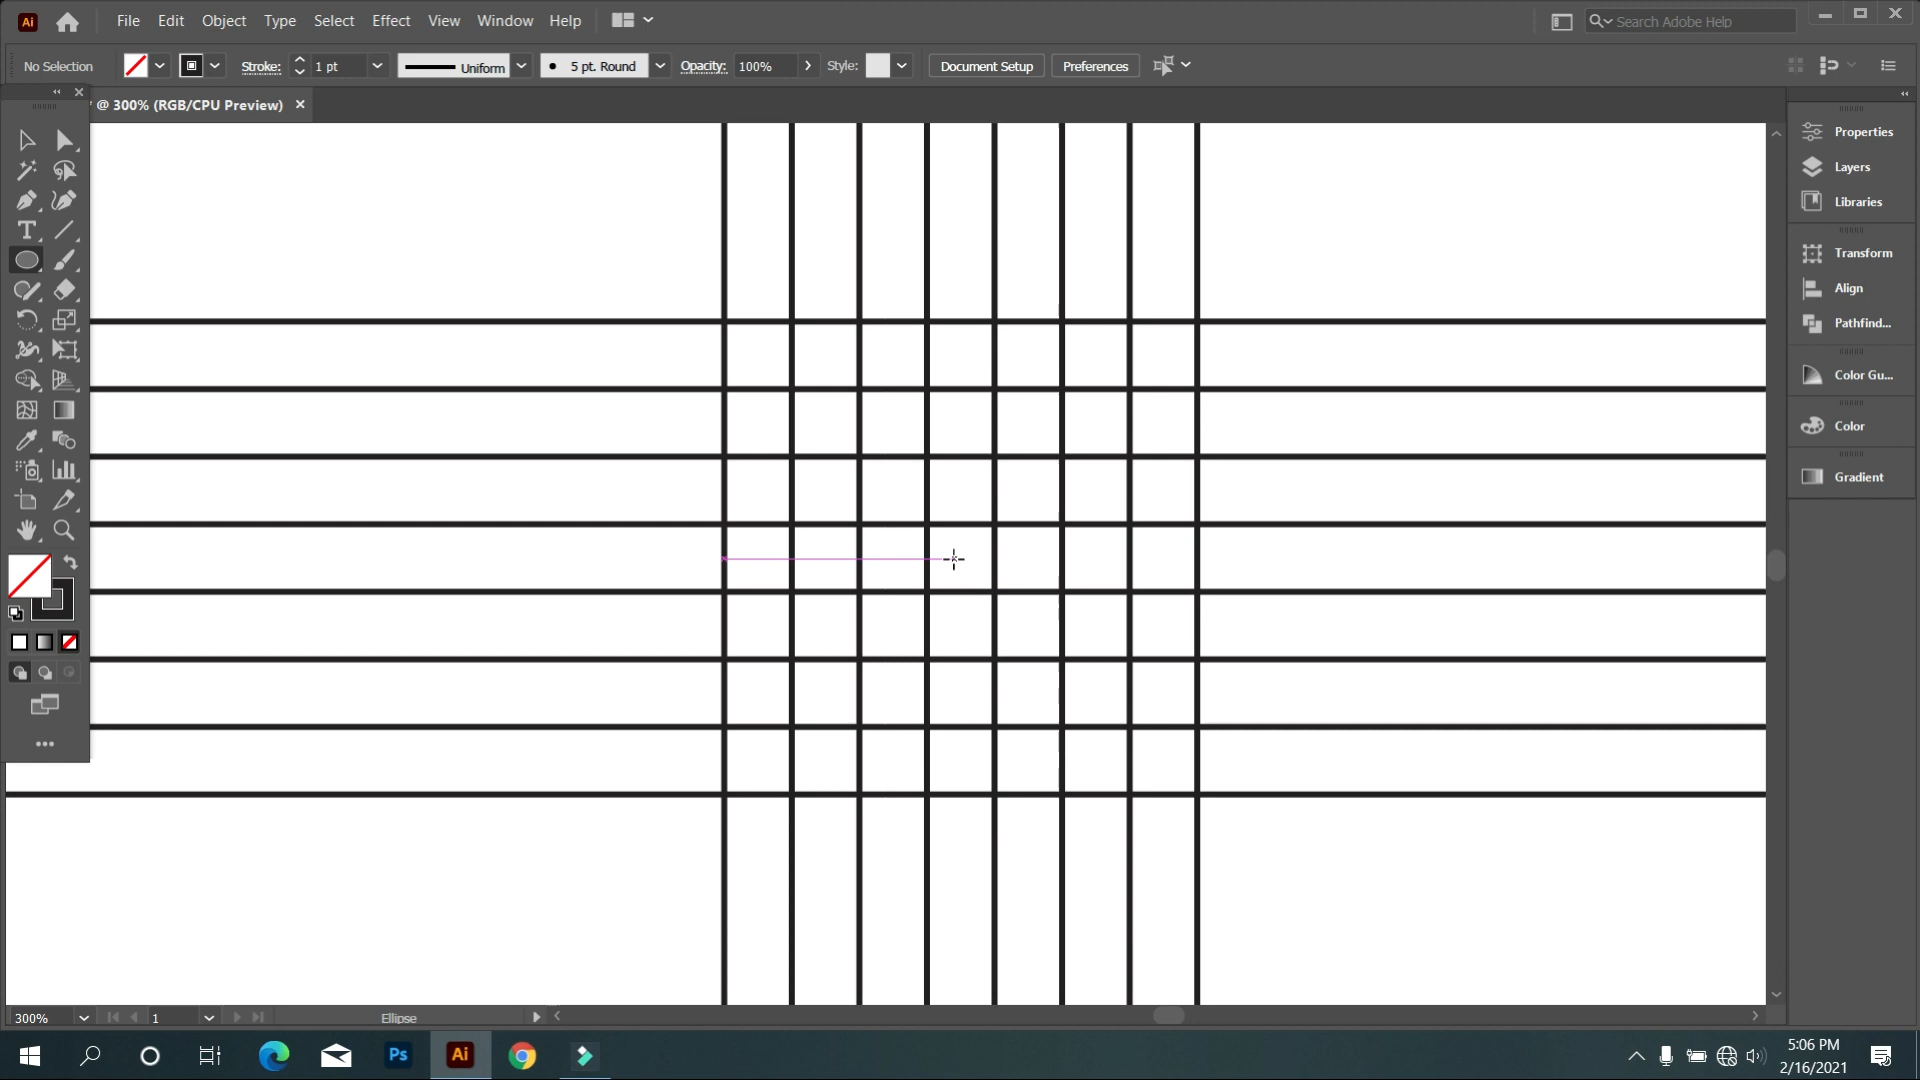 Ai File Edit Object Type Select Effect View Window Help Search Adobe Help
No Selection Stroke: 1 pt Uniform 5 pt. Round Opacity: 100% Style: Document Setup Preferences
* @ 300% (RGB/CPU Preview)
Properties
Layers
Libraries
Transform
Align
Pathfind...
Color Gu...
Color
Gradient
300% 1 Ellipse
Ps Ai
5:06 PM
2/16/2021